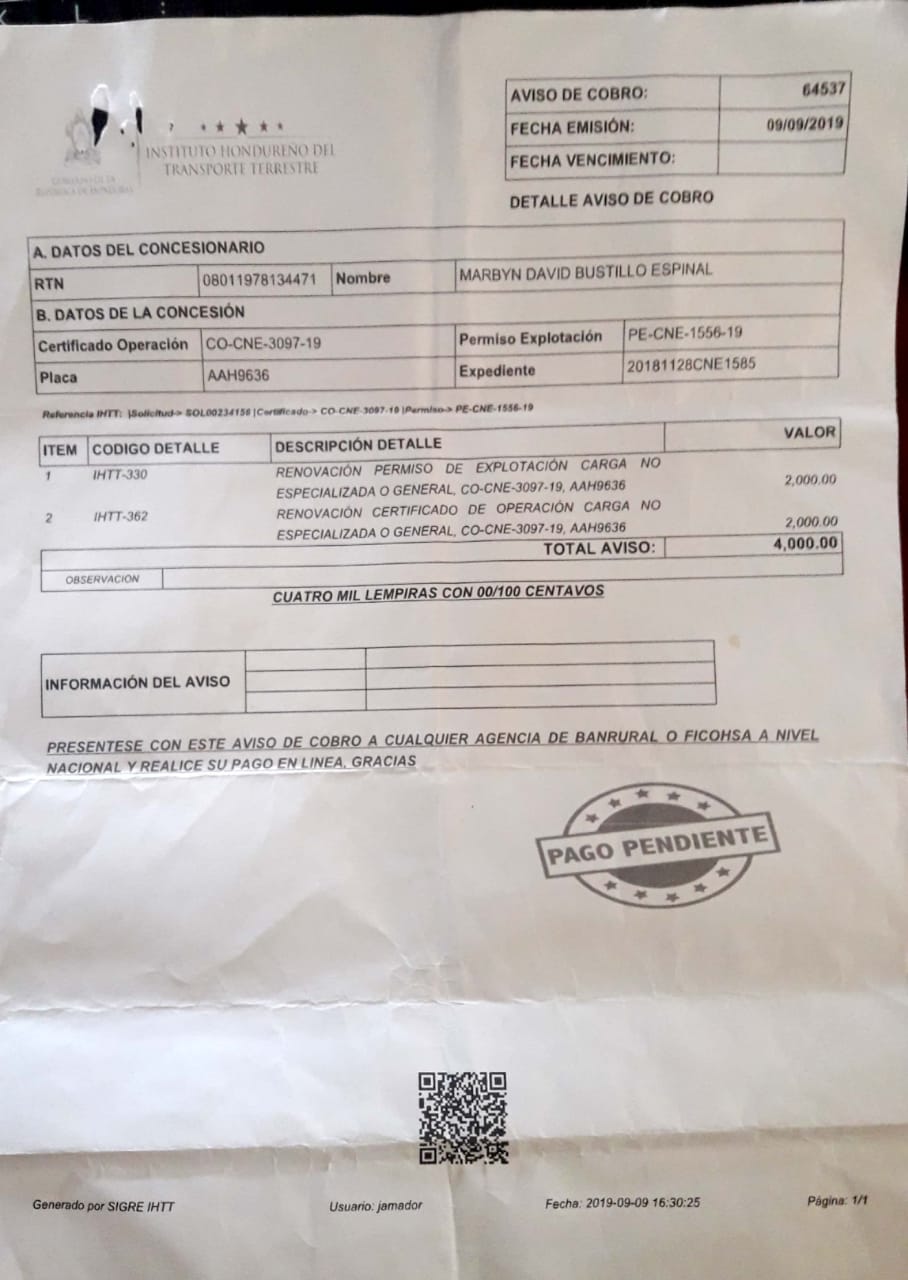 AVISO DE COBRO: 64537
FECHA EMISIÓN: 09/09/2019
FECHA VENCIMIENTO:
INSTITUTO HONDUREÑO DEL
TRANSPORTE TERRESTRE
GOBIERNO DE LA
REPÚBLICA DE HONDURAS
DETALLE AVISO DE COBRO
A. DATOS DEL CONCESIONARIO
RTN 08011978134471 Nombre MARBYN DAVID BUSTILLO ESPINAL
B. DATOS DE LA CONCESIÓN
Certificado Operación CO-CNE-3097-19 Permiso Explotación PE-CNE-1556-19
Placa AAH9636 Expediente 20181128CNE1585
Referencia IHTT: |Solicitud-> SOL00234156 |Certificado-> CO-CNE-3097-19 |Permiso-> PE-CNE-1556-19
ITEM CODIGO DETALLE DESCRIPCIÓN DETALLE VALOR
1 IHTT-330 RENOVACIÓN PERMISO DE EXPLOTACIÓN CARGA NO
ESPECIALIZADA O GENERAL, CO-CNE-3097-19, AAH9636 2,000.00
2 IHTT-362 RENOVACIÓN CERTIFICADO DE OPERACIÓN CARGA NO
ESPECIALIZADA O GENERAL, CO-CNE-3097-19, AAH9636 2,000.00
TOTAL AVISO: 4,000.00
OBSERVACION
CUATRO MIL LEMPIRAS CON 00/100 CENTAVOS
INFORMACIÓN DEL AVISO
PRESENTESE CON ESTE AVISO DE COBRO A CUALQUIER AGENCIA DE BANRURAL O FICOHSA A NIVEL
NACIONAL Y REALICE SU PAGO EN LINEA, GRACIAS
PAGO PENDIENTE
Generado por SIGRE IHTT Usuario: jamador Fecha: 2019-09-09 16:30:25 Página: 1/1